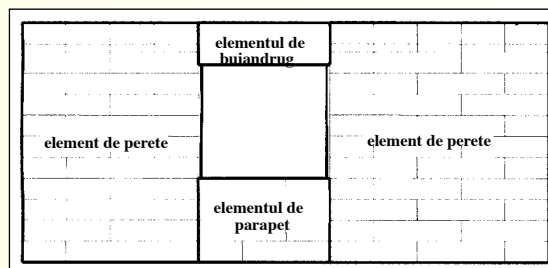 elementul de
buiandrug
element de perete
element de perete
elementul de
parapet